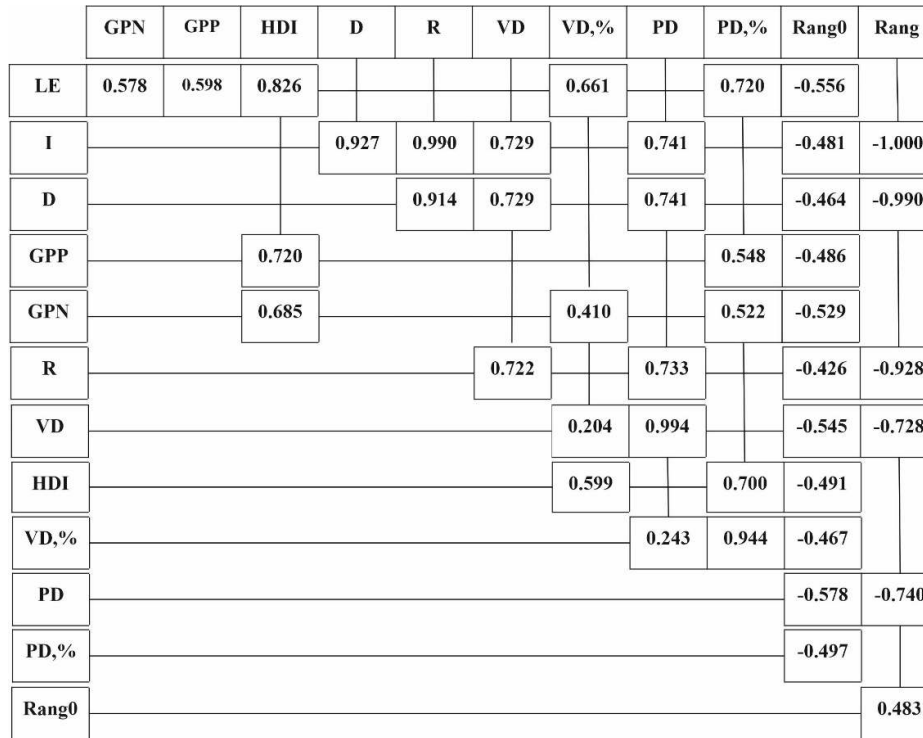 GPN GPP HDI D R VD VD,% PD PD,% Rang0 Rang
LE 0.578 0.598 0.826 0.661 0.720 -0.556
I 0.927 0.990 0.729 0.741 -0.481 -1.000
D 0.914 0.729 0.741 -0.464 -0.990
GPP 0.720 0.548 -0.486
GPN 0.685 0.410 0.522 -0.529
R 0.722 0.733 -0.426 -0.928
VD 0.204 0.994 -0.545 -0.728
HDI 0.599 0.700 -0.491
VD,% 0.243 0.944 -0.467
PD -0.578 -0.740
PD,% -0.497
Rang0 0.483